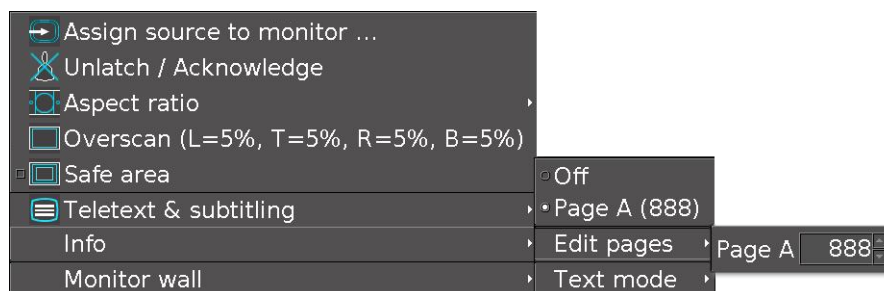 Assign source to monitor ...
Unlatch / Acknowledge
Aspect ratio
Overscan (L=5%, T=5%, R=5%, B=5%)
Safe area
Teletext & subtitling
Info
Monitor wall
Off
Page A (888)
Edit pages
Text mode
Page A 888